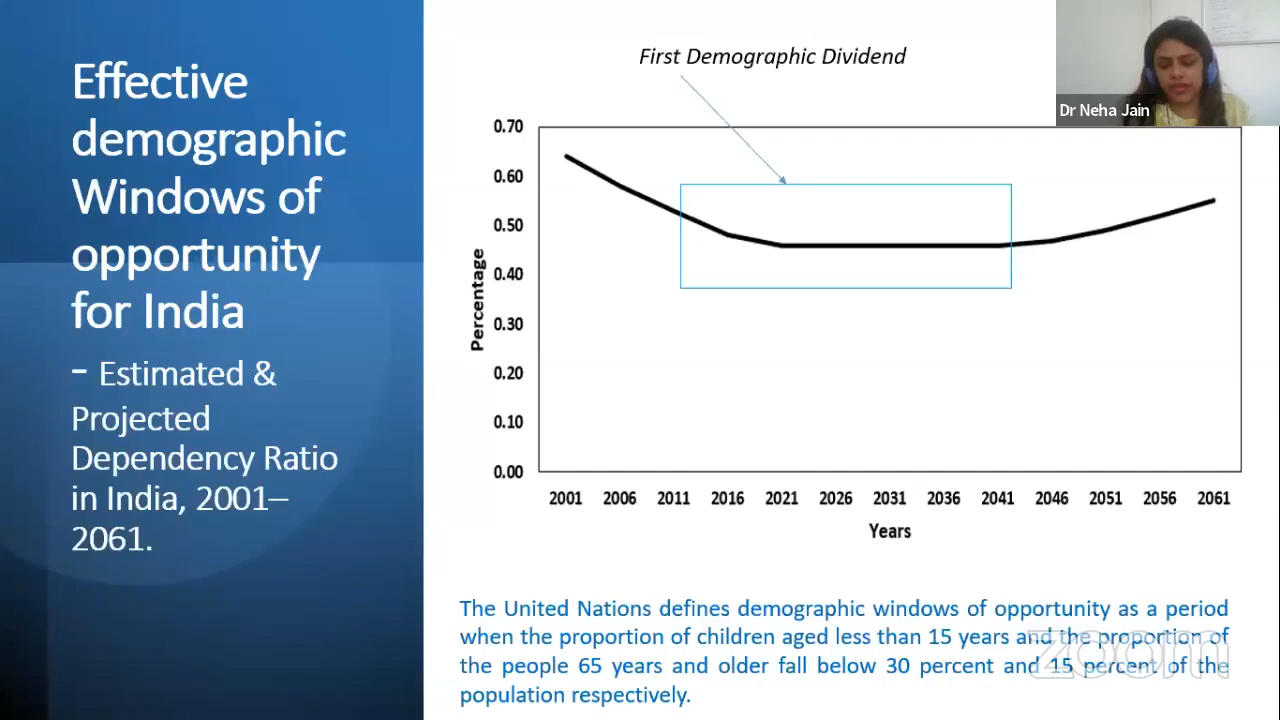 Effective
demographic
Windows of
opportunity
for India
- Estimated &
Projected
Dependency Ratio
in India, 2001–
2061.
First Demographic Dividend
Dr Neha Jain
0.70
0.60
0.50
0.40
0.30
0.20
0.10
0.00
Percentage
2001 2006 2011 2016 2021 2026 2031 2036 2041 2046 2051 2056 2061
Years
The United Nations defines demographic windows of opportunity as a period
when the proportion of children aged less than 15 years and the proportion of
the people 65 years and older fall below 30 percent and 15 percent of the
population respectively.
zoom